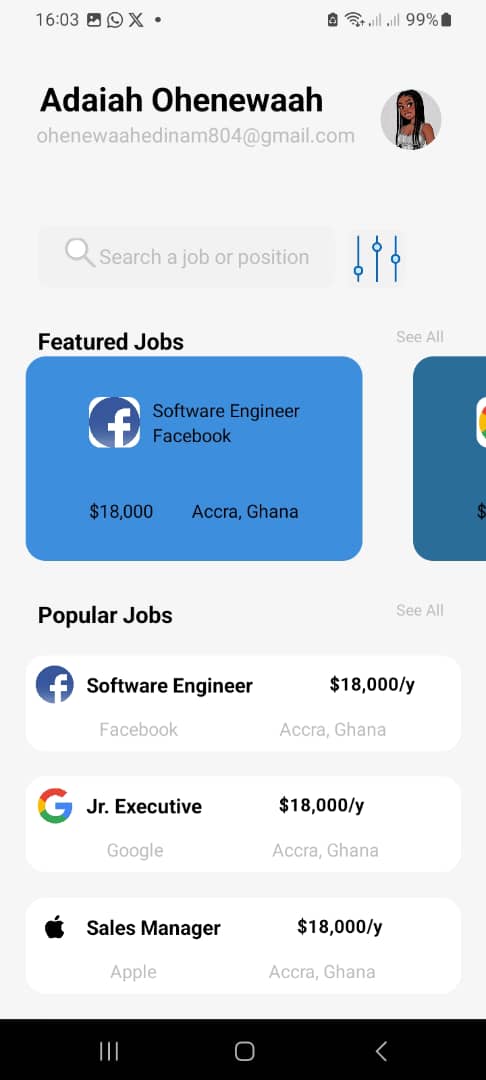 16:03 99%
Adaiah Ohenewaah
ohenewaahedinam804@gmail.com
Search a job or position
Featured Jobs See All
Software Engineer
Facebook
$18,000 Accra, Ghana $
Popular Jobs See All
Software Engineer $18,000/y
Facebook Accra, Ghana
Jr. Executive $18,000/y
Google Accra, Ghana
Sales Manager $18,000/y
Apple Accra, Ghana